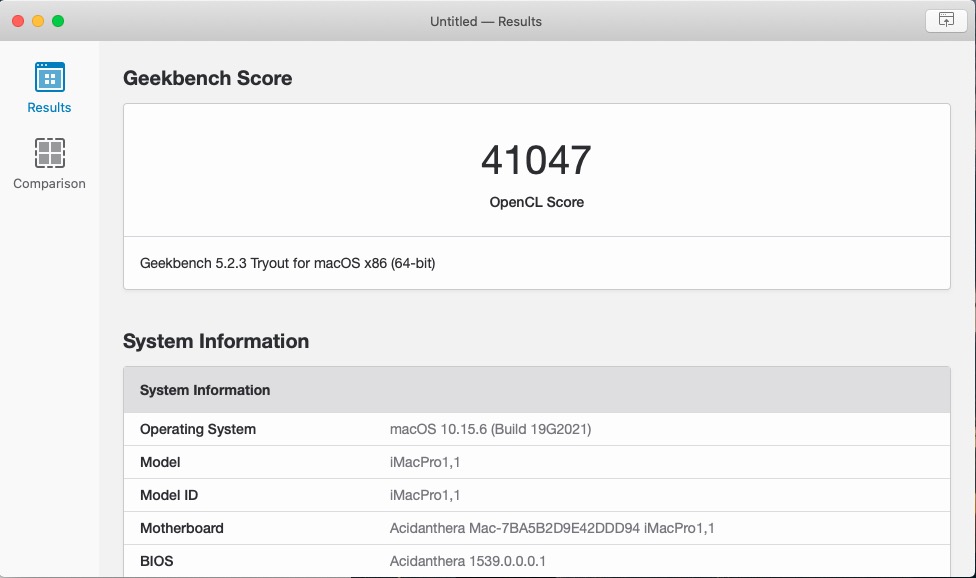 Untitled — Results
Results
Comparison
Geekbench Score
41047
OpenCL Score
Geekbench 5.2.3 Tryout for macOS x86 (64-bit)
System Information
System Information
Operating System macOS 10.15.6 (Build 19G2021)
Model iMacPro1,1
Model ID iMacPro1,1
Motherboard Acidanthera Mac-7BA5B2D9E42DDD94 iMacPro1,1
BIOS Acidanthera 1539.0.0.0.1